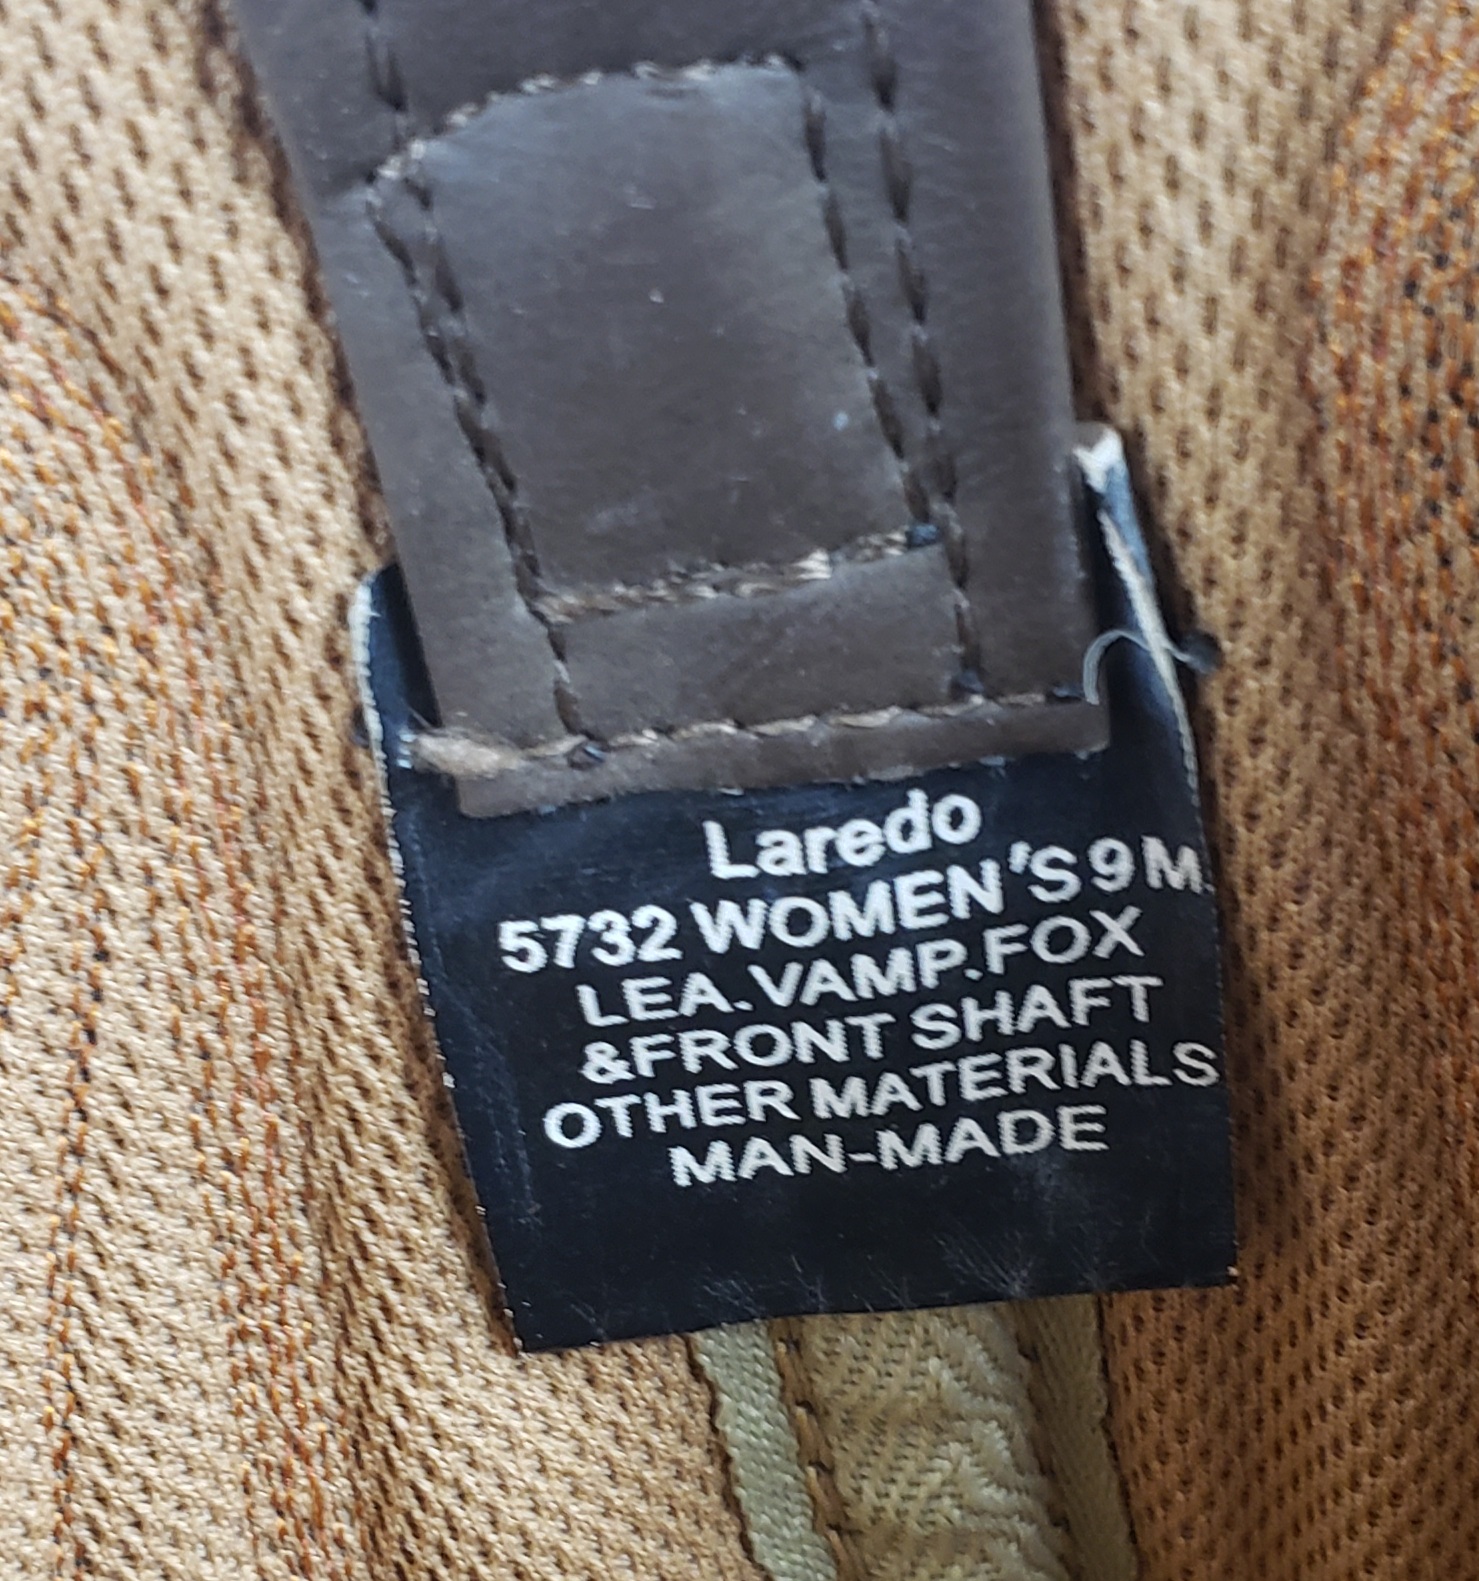 Laredo
5732 WOMEN'S 9 M
LEA.VAMP.FOX
&FRONT SHAFT
OTHER MATERIALS
MAN-MADE